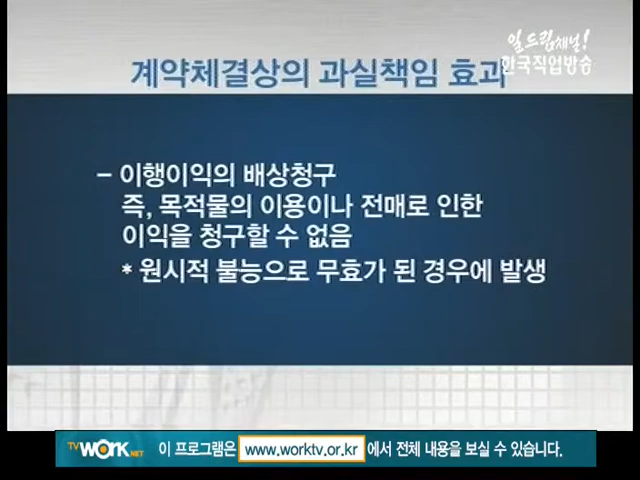 일 드림채널!
한국직업방송
계약체결상의 과실책임 효과
– 이행이익의 배상청구
즉, 목적물의 이용이나 전매로 인한
이익을 청구할 수 없음
* 원시적 불능으로 무효가 된 경우에 발생
TV WORK .NET 이 프로그램은 www.worktv.or.kr 에서 전체 내용을 보실 수 있습니다.